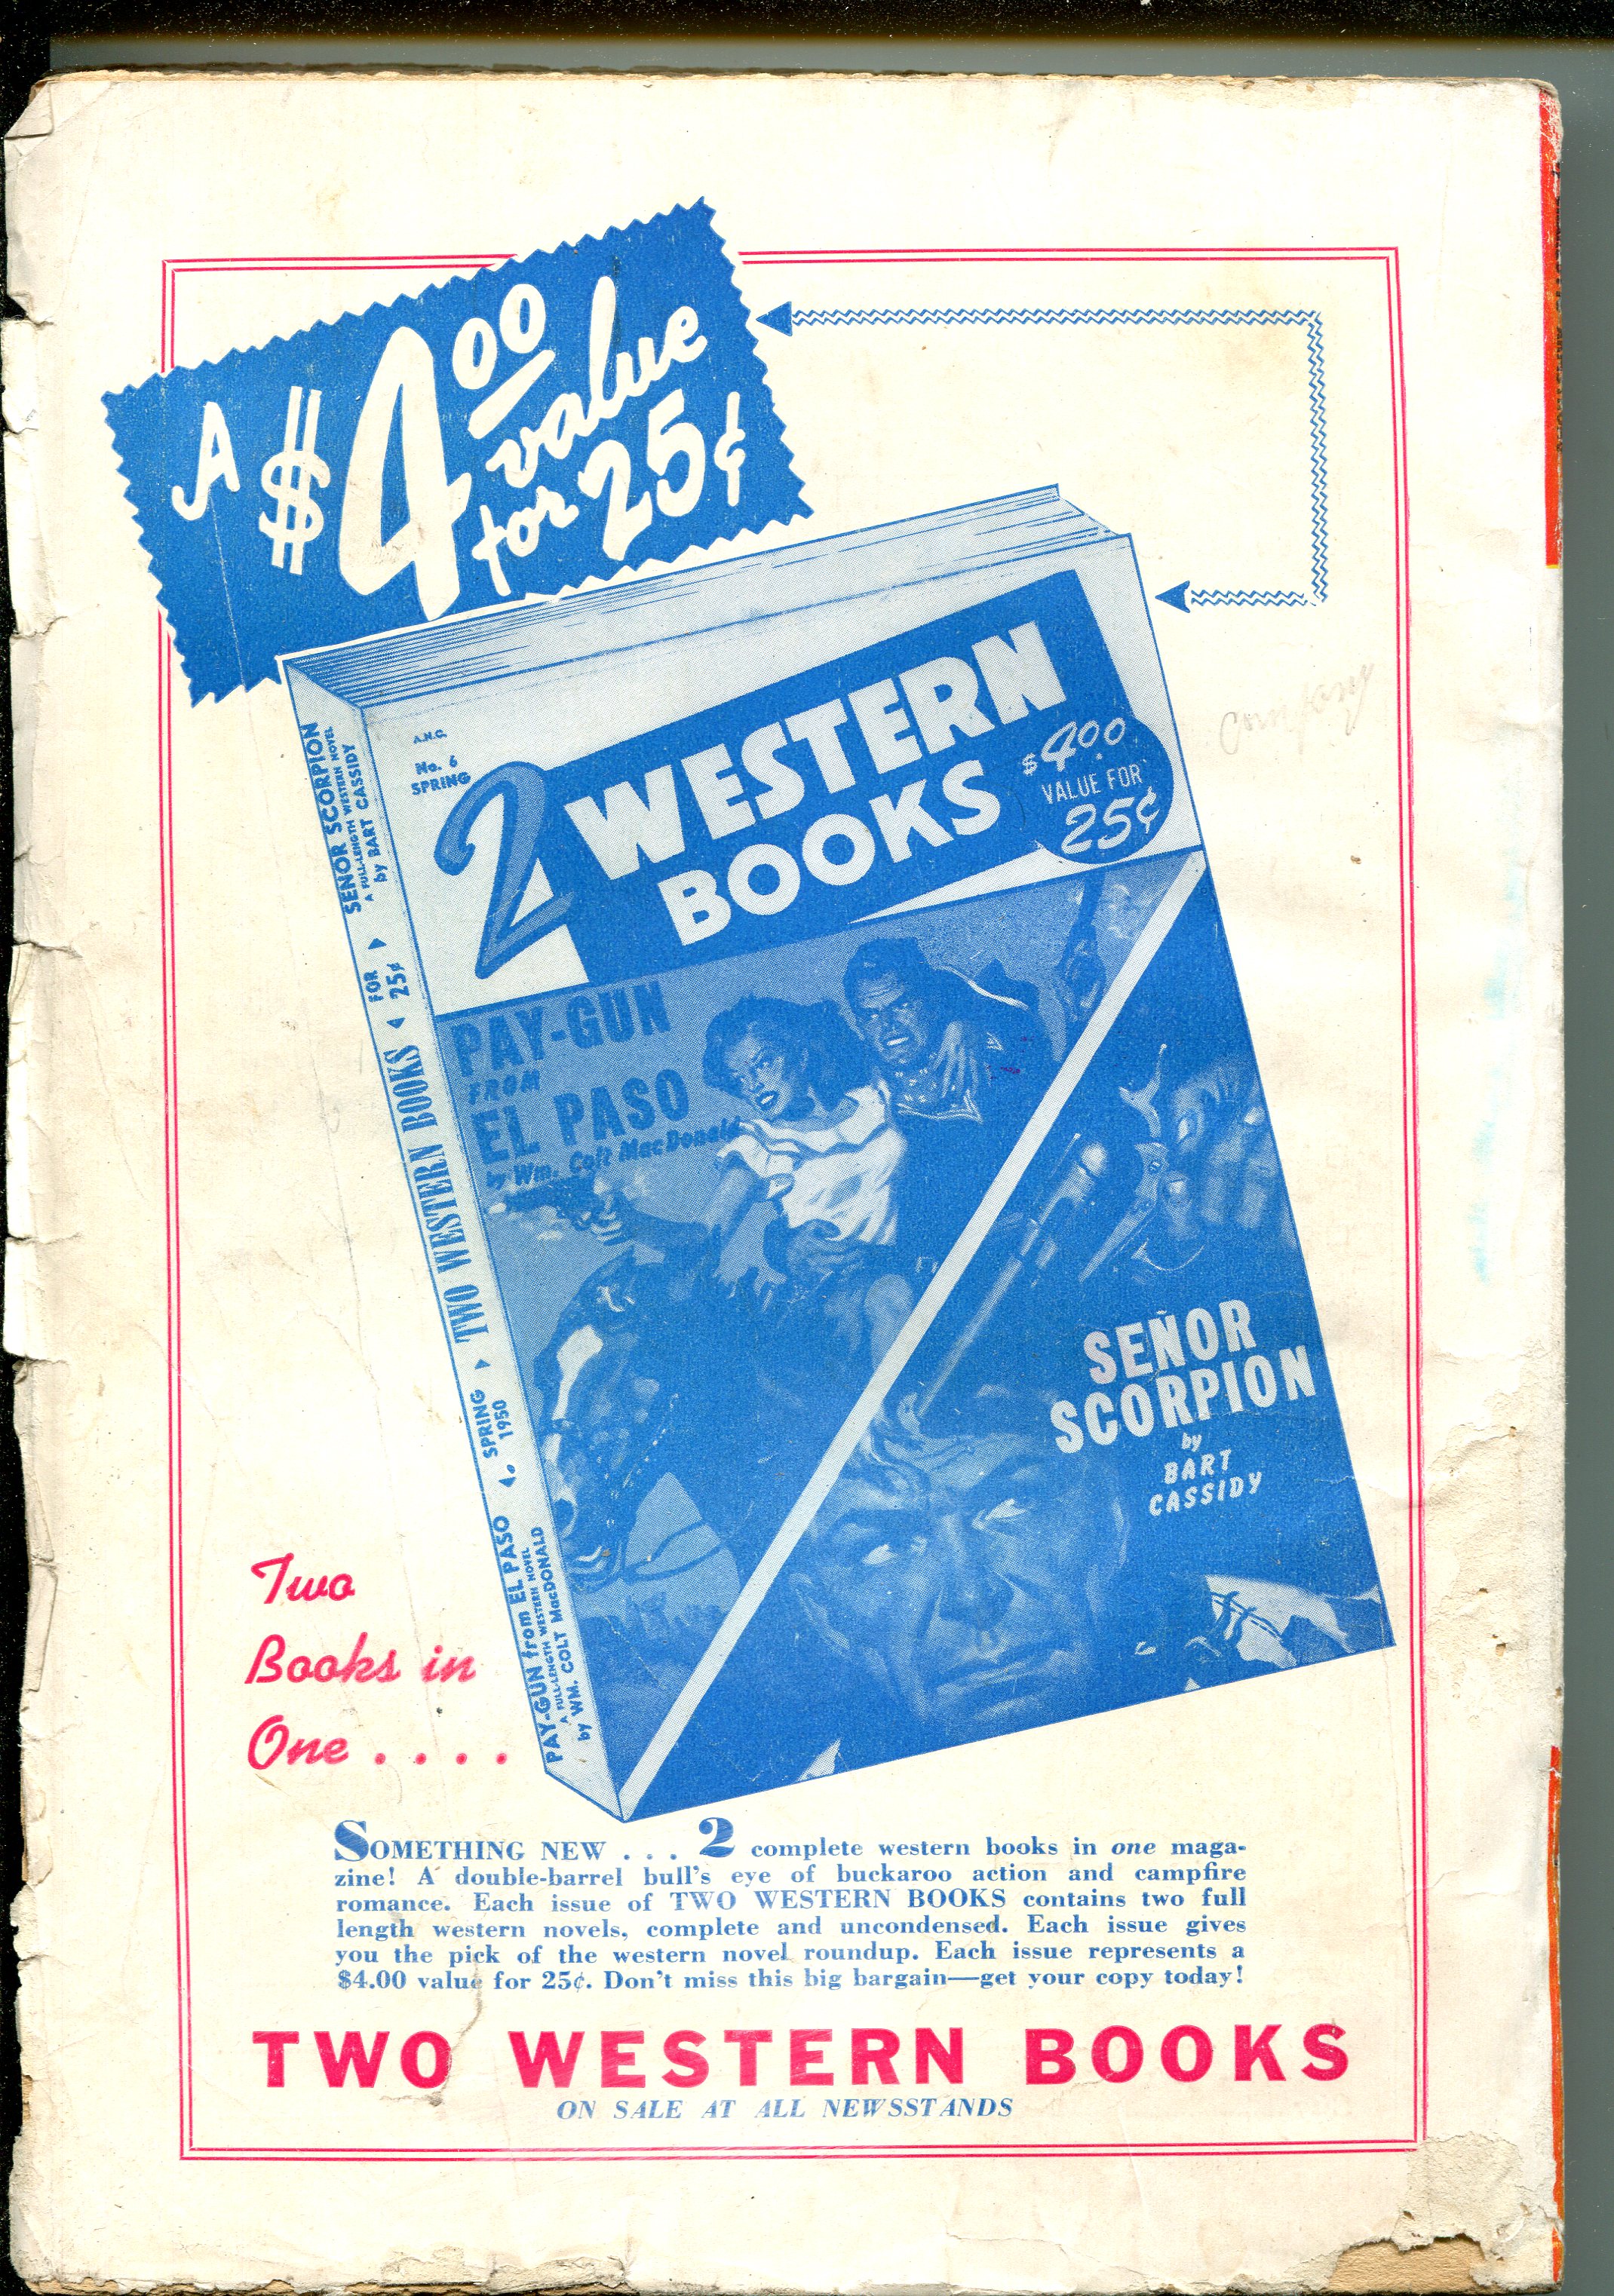 A $4.00 value
for 25¢
A.N.C.
No. 6
SPRING
2 WESTERN
BOOKS
$4.00
VALUE FOR
25¢
PAY-GUN
FROM
EL PASO
by Wm. Colt MacDonald
SEÑOR
SCORPION
by
BART
CASSIDY
SENOR SCORPION
A FULL-LENGTH WESTERN NOVEL
by BART CASSIDY
FOR
25¢
TWO WESTERN BOOKS
SPRING
1950
PAY-GUN from EL PASO
A FULL-LENGTH WESTERN NOVEL
by WM. COLT MacDONALD
company
Two
Books in
One . . . .
SOMETHING NEW . . . 2 complete western books in one maga-
zine! A double-barrel bull's eye of buckaroo action and campfire
romance. Each issue of TWO WESTERN BOOKS contains two full
length western novels, complete and uncondensed. Each issue gives
you the pick of the western novel roundup. Each issue represents a
$4.00 value for 25¢. Don't miss this big bargain—get your copy today!
TWO WESTERN BOOKS
ON SALE AT ALL NEWSSTANDS